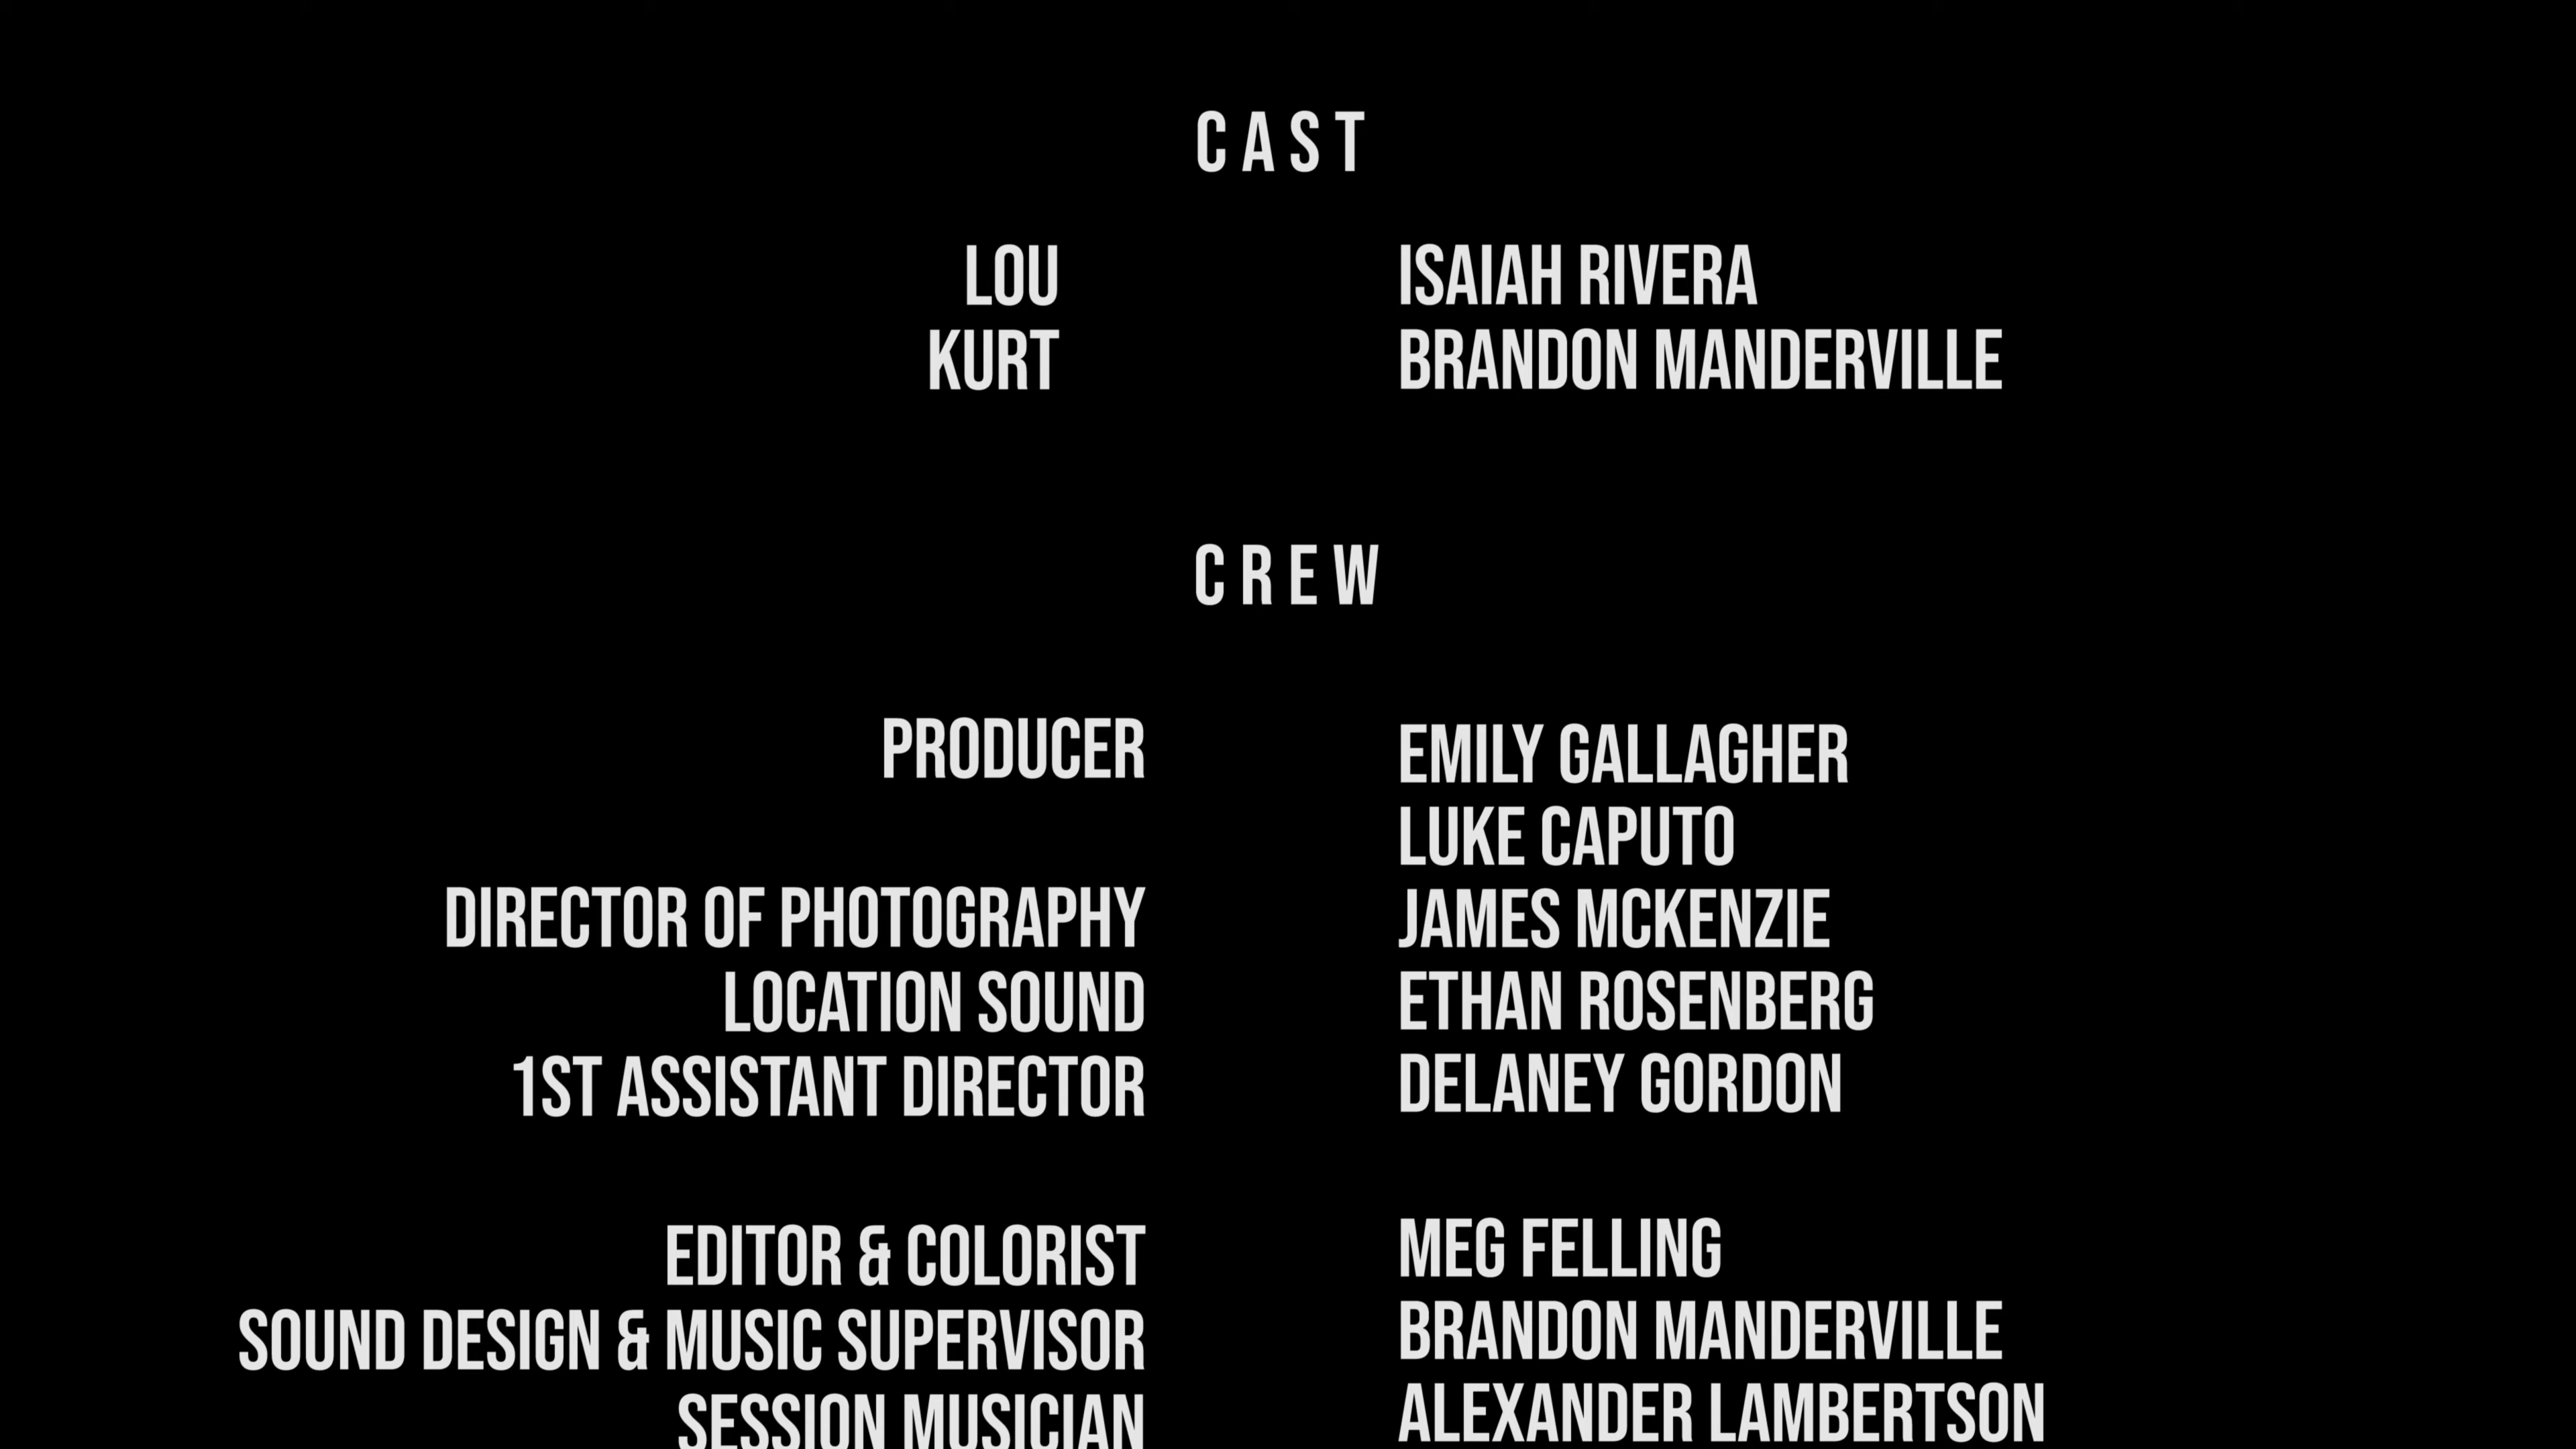 CAST
LOU ISAIAH RIVERA
KURT BRANDON MANDERVILLE
CREW
PRODUCER EMILY GALLAGHER
LUKE CAPUTO
DIRECTOR OF PHOTOGRAPHY JAMES MCKENZIE
LOCATION SOUND ETHAN ROSENBERG
1ST ASSISTANT DIRECTOR DELANEY GORDON
EDITOR & COLORIST MEG FELLING
SOUND DESIGN & MUSIC SUPERVISOR BRANDON MANDERVILLE
SESSION MUSICIAN ALEXANDER LAMBERTSON